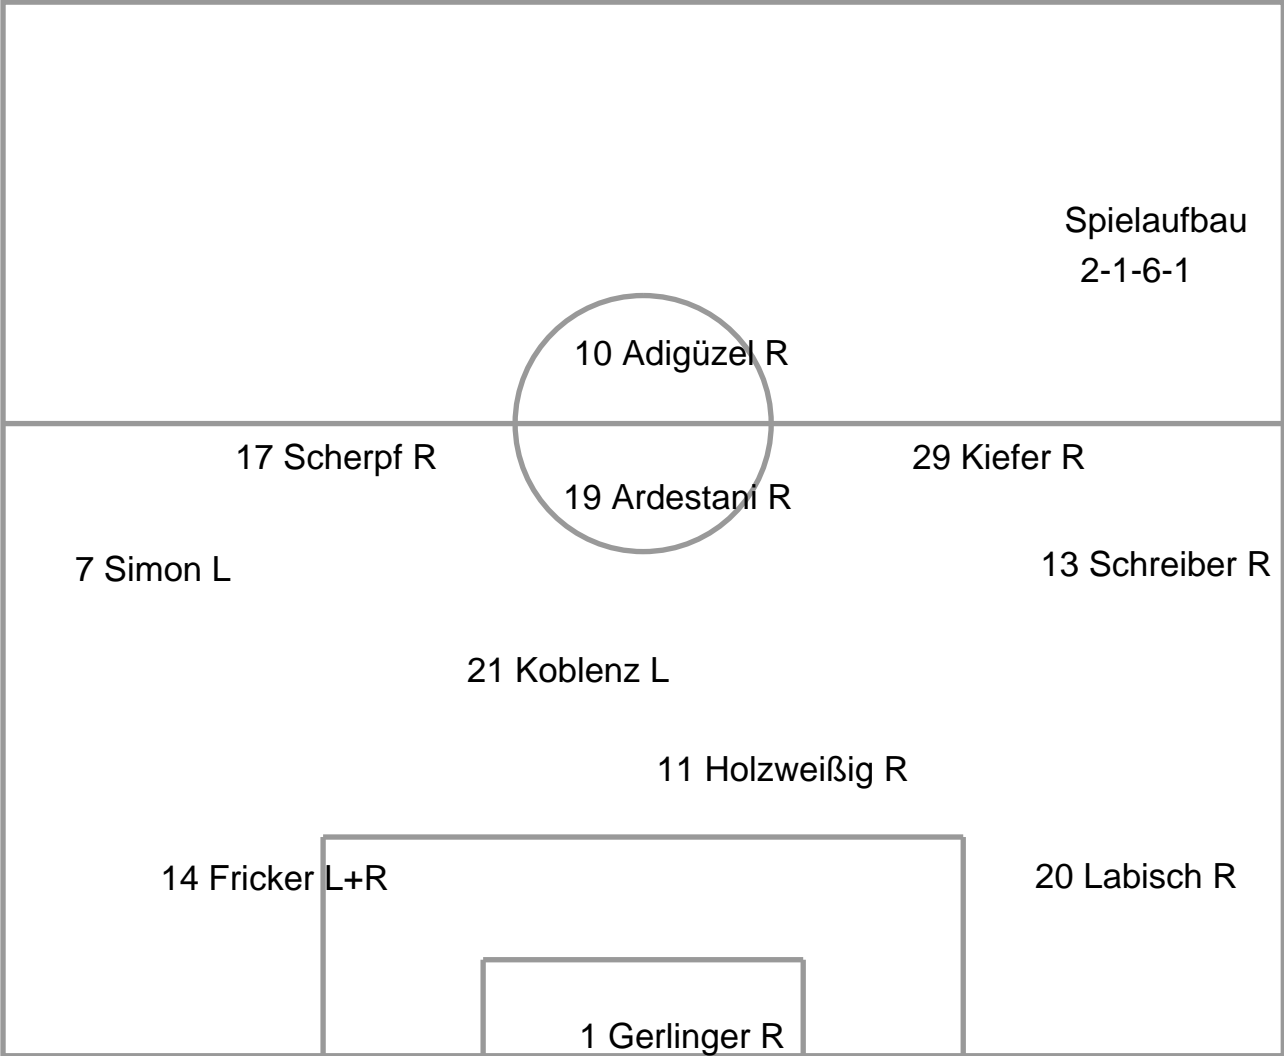 Spielaufbau
2-1-6-1
10 Adigüzel R
17 Scherpf R
29 Kiefer R
19 Ardestani R
7 Simon L
13 Schreiber R
21 Koblenz L
11 Holzweißig R
14 Fricker L+R
20 Labisch R
1 Gerlinger R